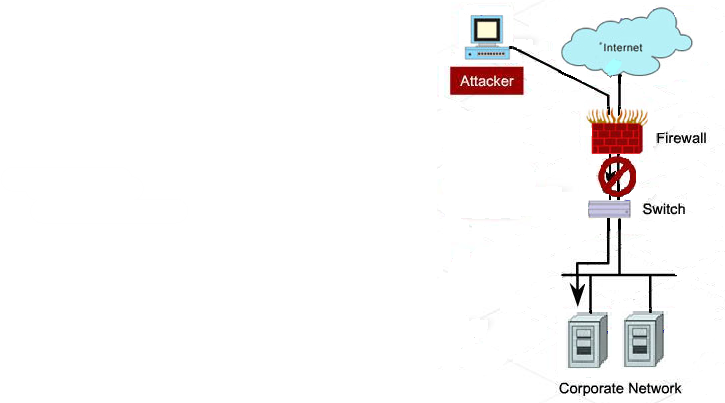 *Internet
Attacker
Firewall
Switch
Corporate Network